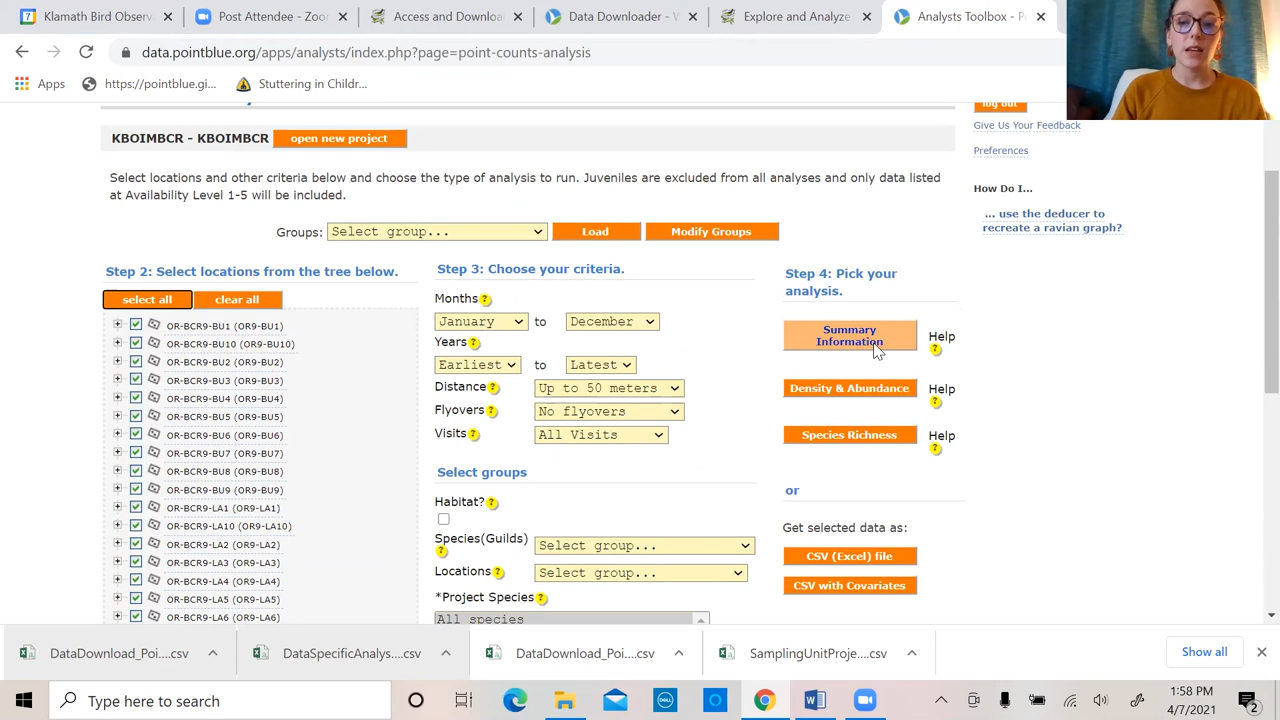 Klamath Bird Observ
Post Attendee - Zoo
Access and Downloa
Data Downloader - W
Explore and Analyze
Analysts Toolbox - P
data.pointblue.org/apps/analysts/index.php?page=point-counts-analysis
Apps
https://pointblue.gi...
Stuttering in Childr...
KBOIMBCR - KBOIMBCR
open new project
log out
Give Us Your Feedback
Preferences
Select locations and other criteria below and choose the type of analysis to run. Juveniles are excluded from all analyses and only data listed
at Availability Level 1-5 will be included.
How Do I...
... use the deducer to
recreate a ravian graph?
Groups: Select group... Load Modify Groups
Step 2: Select locations from the tree below.
select all clear all
OR-BCR9-BU1 (OR9-BU1)
OR-BCR9-BU10 (OR9-BU10)
OR-BCR9-BU2 (OR9-BU2)
OR-BCR9-BU3 (OR9-BU3)
OR-BCR9-BU4 (OR9-BU4)
OR-BCR9-BU5 (OR9-BU5)
OR-BCR9-BU6 (OR9-BU6)
OR-BCR9-BU7 (OR9-BU7)
OR-BCR9-BU8 (OR9-BU8)
OR-BCR9-BU9 (OR9-BU9)
OR-BCR9-LA1 (OR9-LA1)
OR-BCR9-LA10 (OR9-LA10)
OR-BCR9-LA2 (OR9-LA2)
OR-BCR9-LA3 (OR9-LA3)
OR-BCR9-LA4 (OR9-LA4)
OR-BCR9-LA5 (OR9-LA5)
OR-BCR9-LA6 (OR9-LA6)
Step 3: Choose your criteria.
Months ?
January to December
Years ?
Earliest to Latest
Distance ? Up to 50 meters
Flyovers ? No flyovers
Visits ? All Visits
Select groups
Habitat? ?
Species(Guilds) ? Select group...
Locations ? Select group...
*Project Species ?
All species
Step 4: Pick your
analysis.
Summary
Information
Help ?
Density & Abundance
Help ?
Species Richness
Help ?
or
Get selected data as:
CSV (Excel) file
CSV with Covariates
DataDownload_Poi....csv
DataSpecificAnalys....csv
DataDownload_Poi....csv
SamplingUnitProje....csv
Show all
Type here to search
1:58 PM
4/7/2021
2